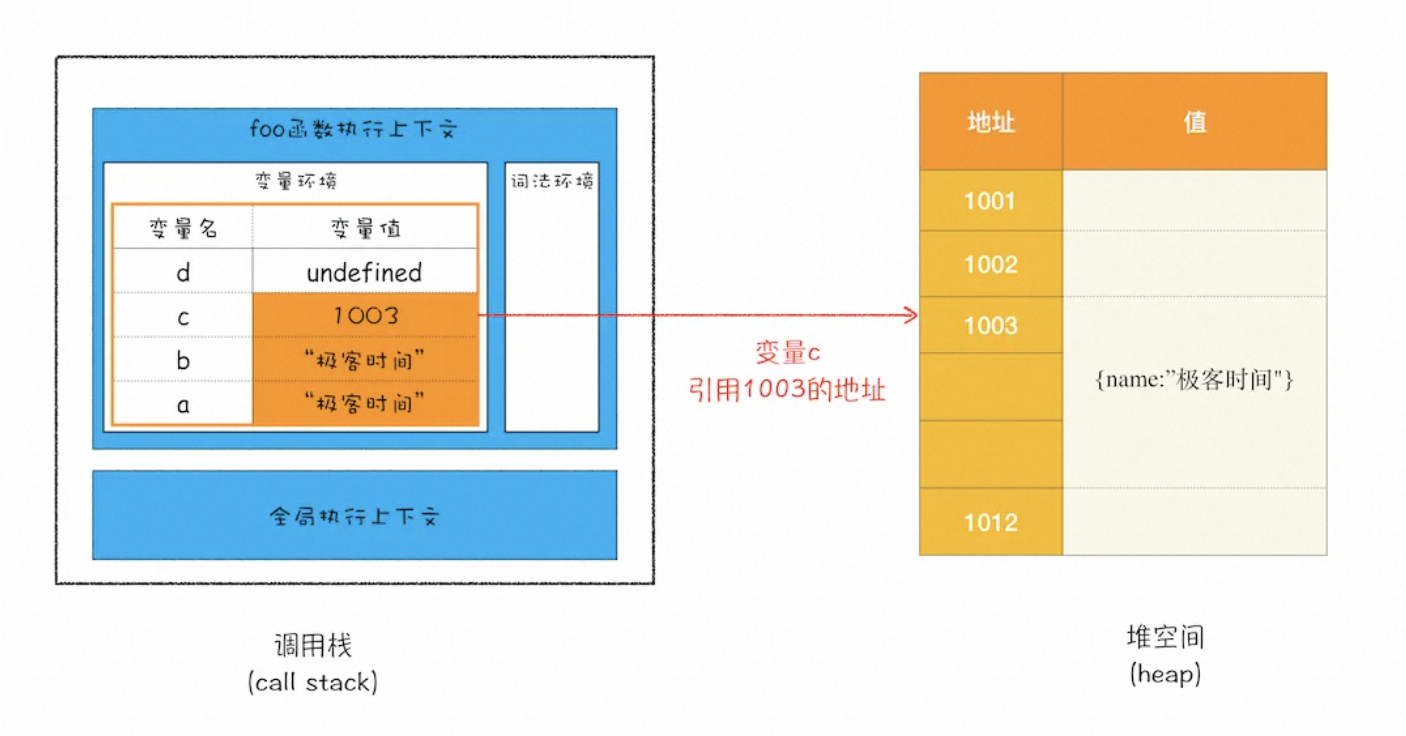 foo函数执行上下文
变量环境
词法环境
变量名 变量值
d undefined
c 1003
b “极客时间”
a “极客时间”
全局执行上下文
调用栈
(call stack)
变量c
引用1003的地址
地址 值
1001
1002
1003
{name:”极客时间"}
1012
堆空间
(heap)